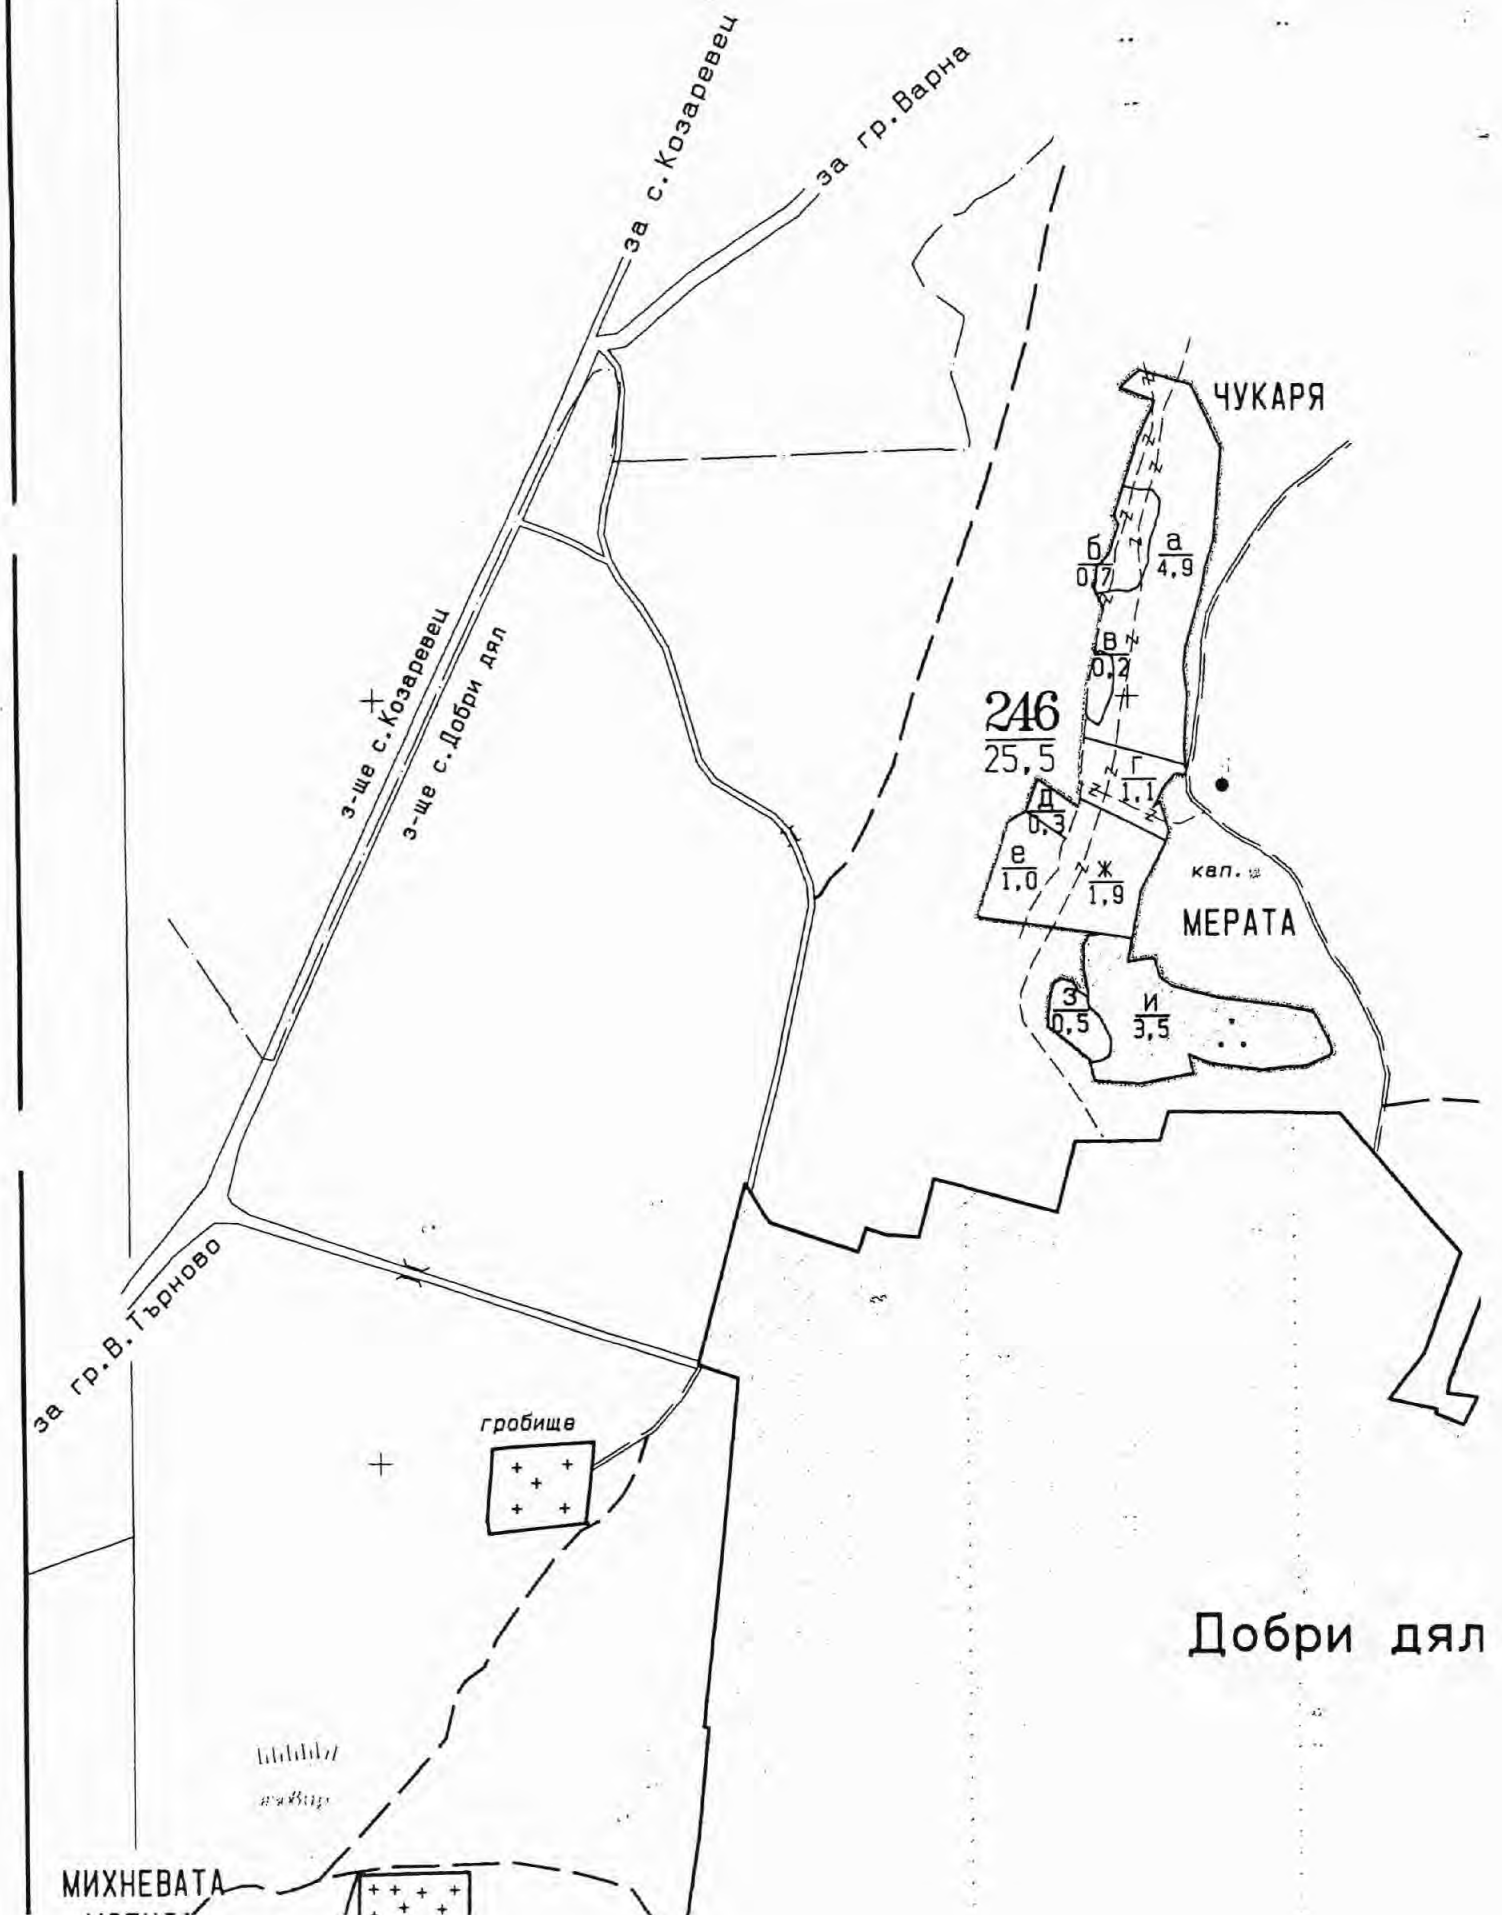 за с.Козаревец
за гр.Варна
ЧУКАРЯ
б
0,7
а
4,9
в
0,2
246
25,5
г
1,1
д
0,3
е
1,0
ж
1,9
кап.
МЕРАТА
з
0,5
и
3,5
з-ще с.Козаревец
з-ще с.Добри дял
за гр.В.Търново
гробище
Добри дял
МИХНЕВАТА